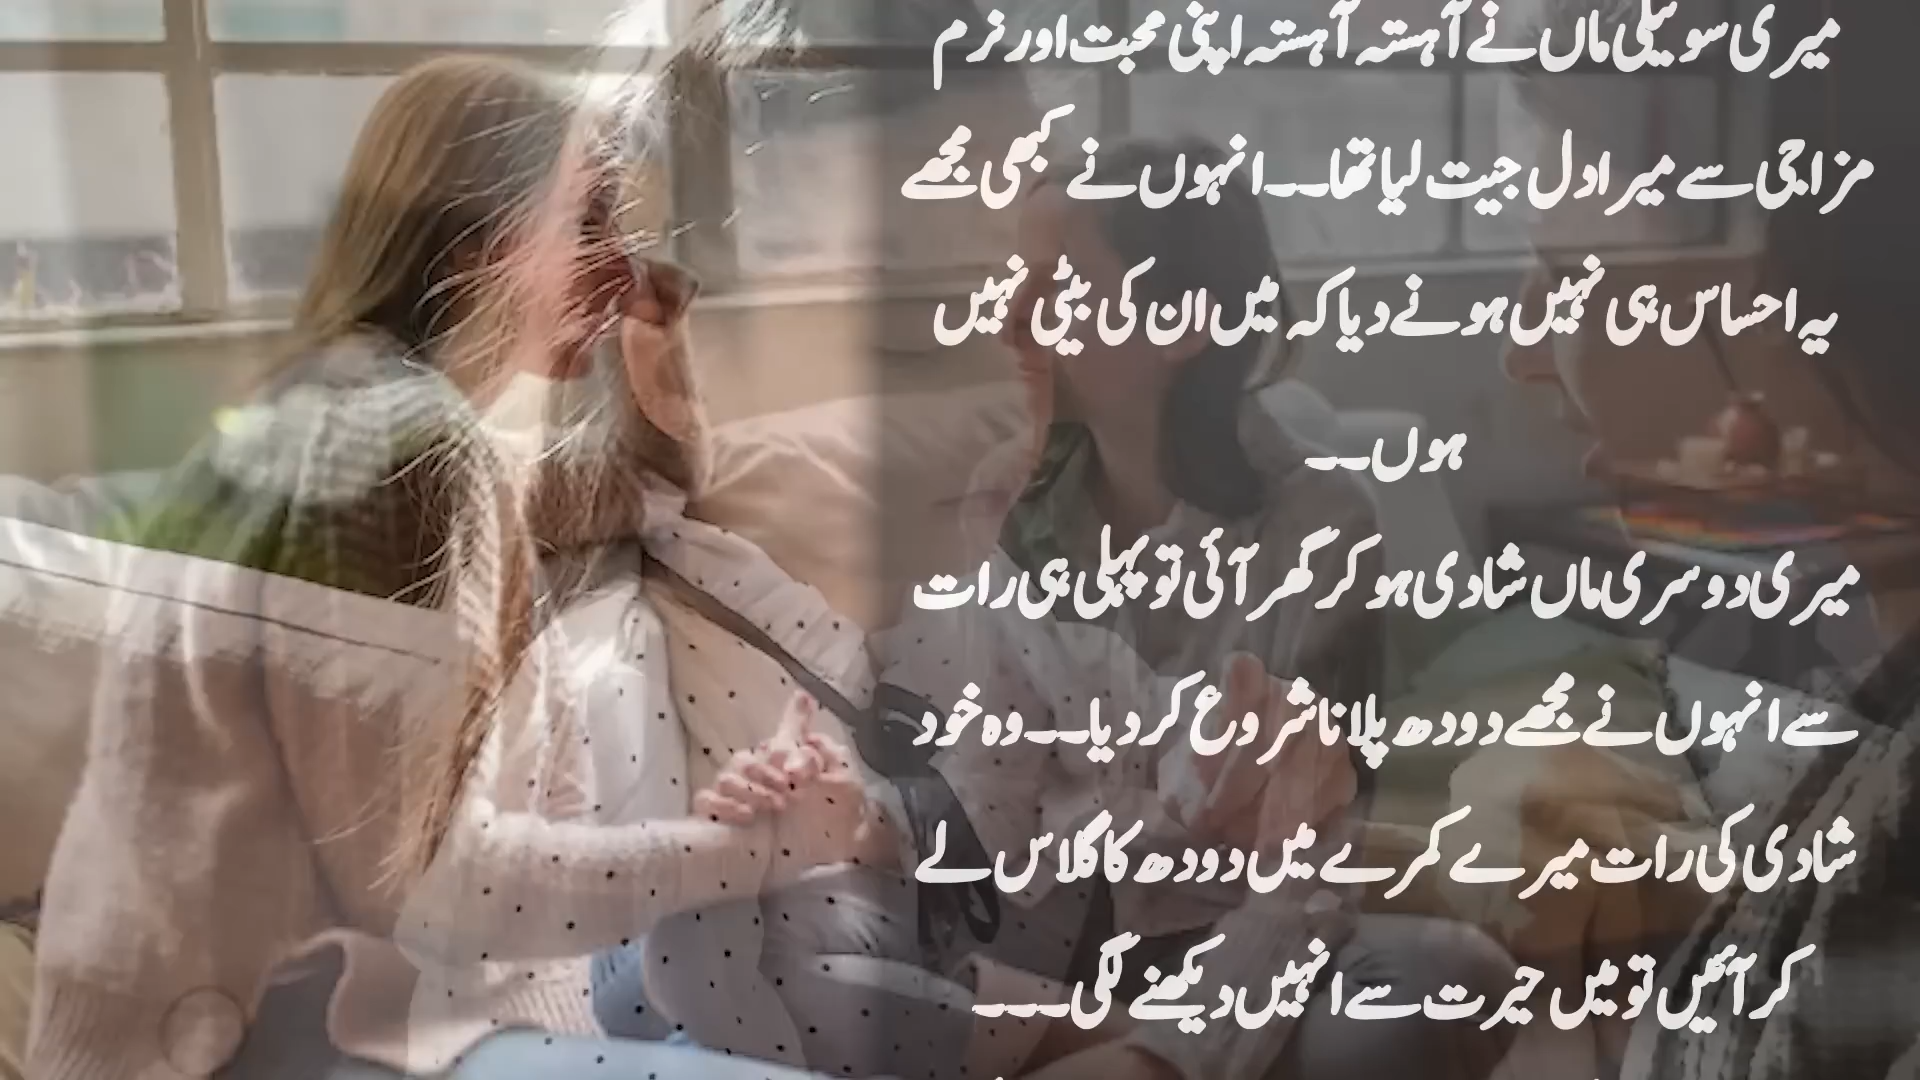 میری سوتیلی ماں نے آہستہ آہستہ اپنی محبت اور نرم
مزاجی سے میرا دل جیت لیا تھا۔۔۔انہوں نے کبھی مجھے
یہ احساس ہی نہیں ہونے دیا کہ میں ان کی بیٹی نہیں
ہوں۔۔۔
میری دوسری ماں شادی ہو کر گھر آئی تو پہلی ہی رات
سے انہوں نے مجھے دودھ پلانا شروع کر دیا۔۔۔وہ خود
شادی کی رات میرے کمرے میں دودھ کا گلاس لے
کر آئیں تو میں حیرت سے انہیں دیکھنے لگی۔۔۔۔